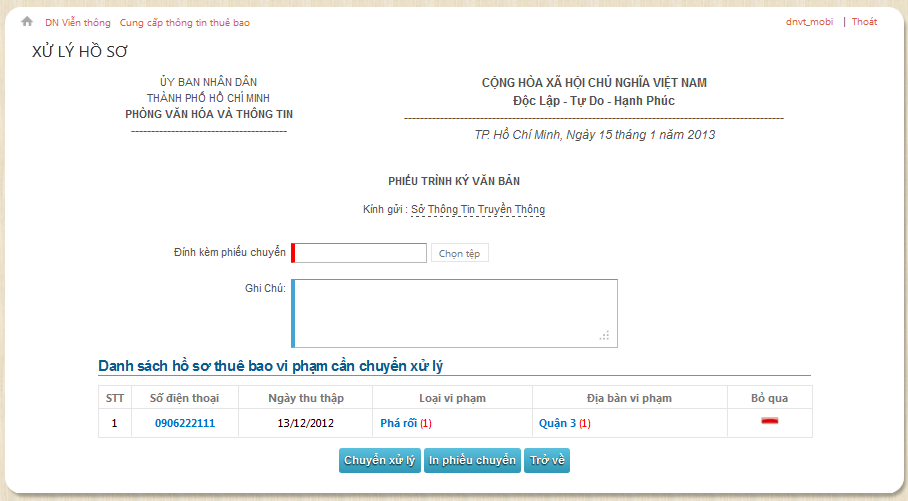 DN Viễn thông Cung cấp thông tin thuê bao
dnvt_mobi | Thoát
XỬ LÝ HỒ SƠ
ỦY BAN NHÂN DÂN
THÀNH PHỐ HỒ CHÍ MINH
PHÒNG VĂN HÓA VÀ THÔNG TIN
CỘNG HÒA XÃ HỘI CHỦ NGHĨA VIỆT NAM
Độc Lập - Tự Do - Hạnh Phúc
TP. Hồ Chí Minh, Ngày 15 tháng 1 năm 2013
PHIẾU TRÌNH KÝ VĂN BẢN
Kính gửi : Sở Thông Tin Truyền Thông
Đính kèm phiếu chuyển Chọn tệp
Ghi Chú:
Danh sách hồ sơ thuê bao vi phạm cần chuyển xử lý
STT Số điện thoại Ngày thu thập Loại vi phạm Địa bàn vi phạm Bỏ qua
1 0906222111 13/12/2012 Phá rối (1) Quận 3 (1)
Chuyển xử lý In phiếu chuyển Trở về